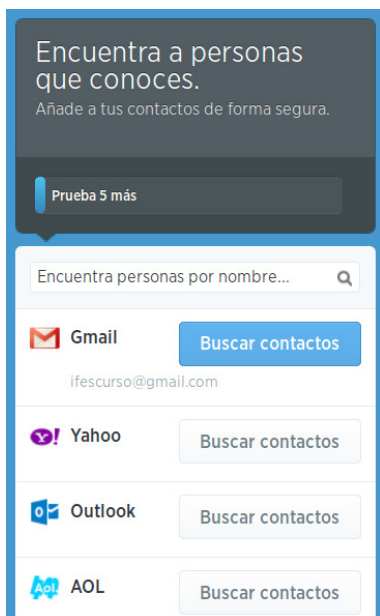 Encuentra a personas
que conoces.
Añade a tus contactos de forma segura.
Prueba 5 más
Encuentra personas por nombre...
Gmail
Buscar contactos
ifescurso@gmail.com
Y!
Yahoo
Buscar contactos
Outlook
Buscar contactos
Aol.
AOL
Buscar contactos